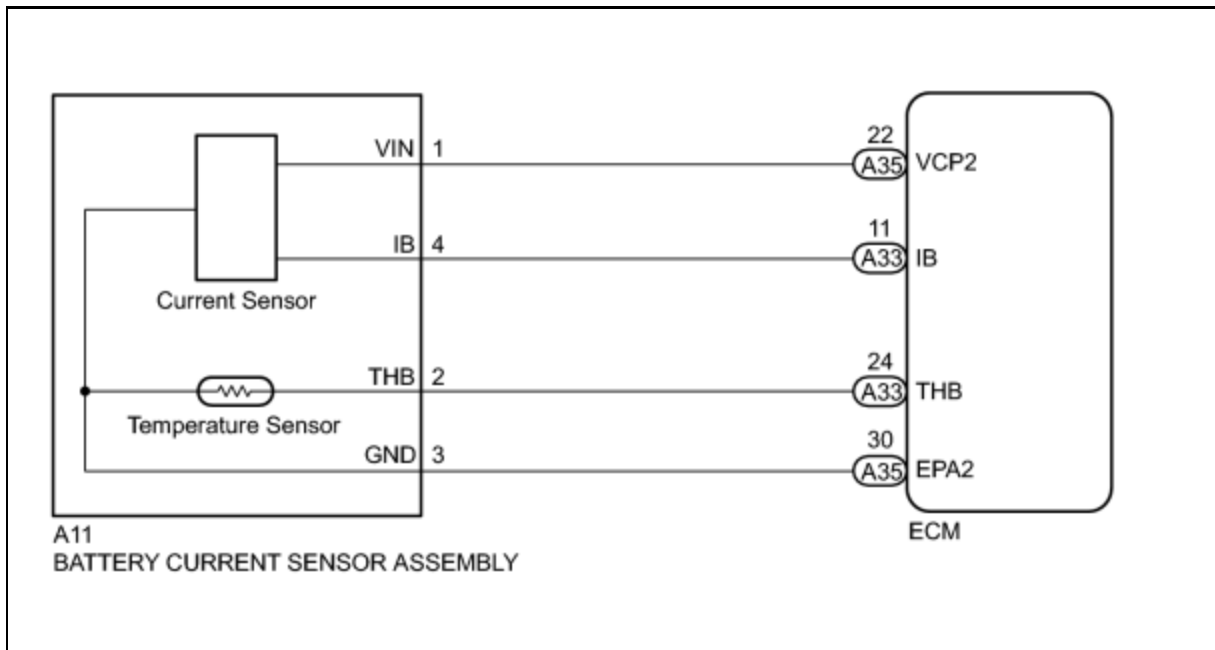 22
VIN 1 A35 VCP2
11
IB 4 A33 IB
Current Sensor
24
THB 2 A33 THB
Temperature Sensor
30
GND 3 A35 EPA2
A11
ECM
BATTERY CURRENT SENSOR ASSEMBLY